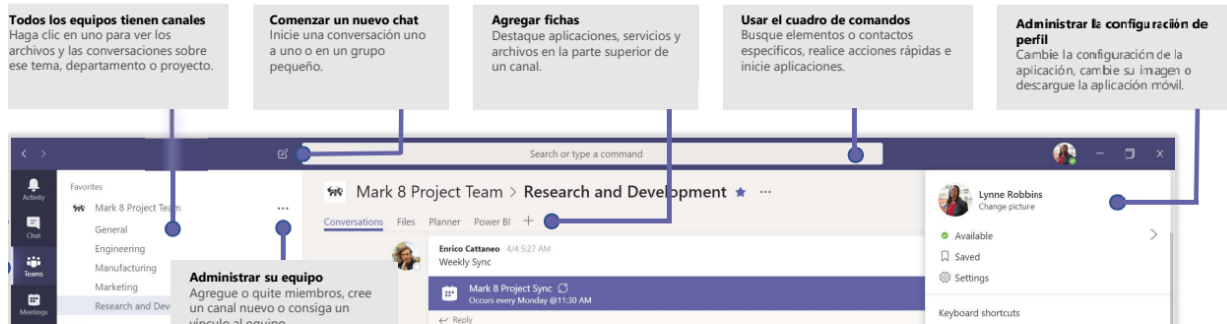 Todos los equipos tienen canales
Haga clic en uno para ver los
archivos y las conversaciones sobre
ese tema, departamento o proyecto.
Comenzar un nuevo chat
Inicie una conversación uno
a uno o en un grupo
pequeño.
Agregar fichas
Destaque aplicaciones, servicios y
archivos en la parte superior de
un canal.
Usar el cuadro de comandos
Busque elementos o contactos
específicos, realice acciones rápidas e
inicie aplicaciones.
Administrar la configuración de
perfil
Cambie la configuración de la
aplicación, cambie su imagen o
descargue la aplicación móvil.
Search or type a command
Activity
Chat
Teams
Meetings
Favorites
Mark 8 Project Team
General
Engineering
Manufacturing
Marketing
Research and Dev
Administrar su equipo
Agregue o quite miembros, cree
un canal nuevo o consiga un
vínculo al equipo
Mark 8 Project Team > Research and Development ★ ...
Conversations Files Planner Power BI +
Enrico Cattaneo 4/4 5:27 AM
Weekly Sync
Mark 8 Project Sync
Occurs every Monday @11:30 AM
Reply
Lynne Robbins
Change picture
Available
Saved
Settings
Keyboard shortcuts